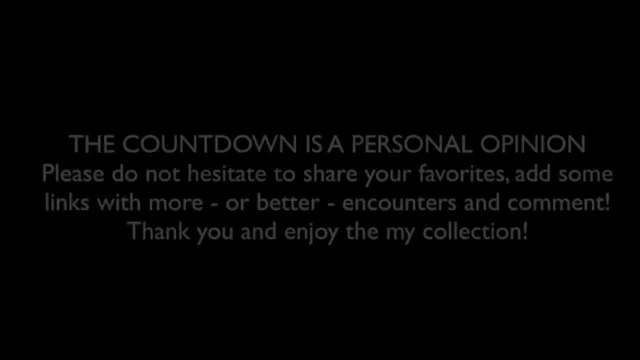 THE COUNTDOWN IS A PERSONAL OPINION
Please do not hesitate to share your favorites, add some
links with more - or better - encounters and comment!
Thank you and enjoy the my collection!